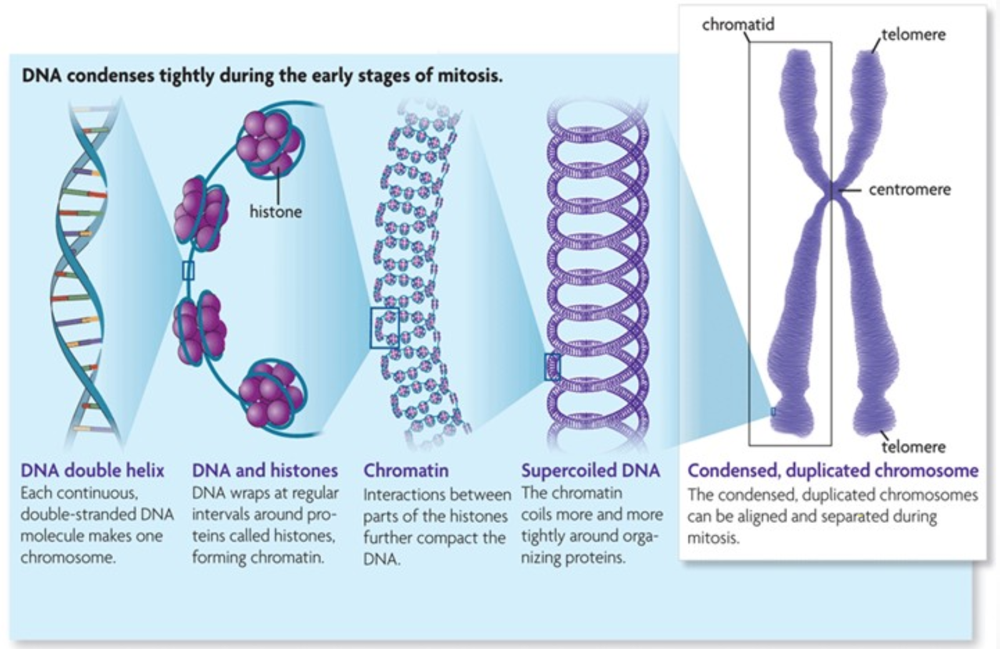 chromatid
telomere
DNA condenses tightly during the early stages of mitosis.
histone
centromere
telomere
DNA double helix
Each continuous,
double-stranded DNA
molecule makes one
chromosome.
DNA and histones
DNA wraps at regular
intervals around pro-
teins called histones,
forming chromatin.
Chromatin
Interactions between
parts of the histones
further compact the
DNA.
Supercoiled DNA
The chromatin
coils more and more
tightly around orga-
nizing proteins.
Condensed, duplicated chromosome
The condensed, duplicated chromosomes
can be aligned and separated during
mitosis.